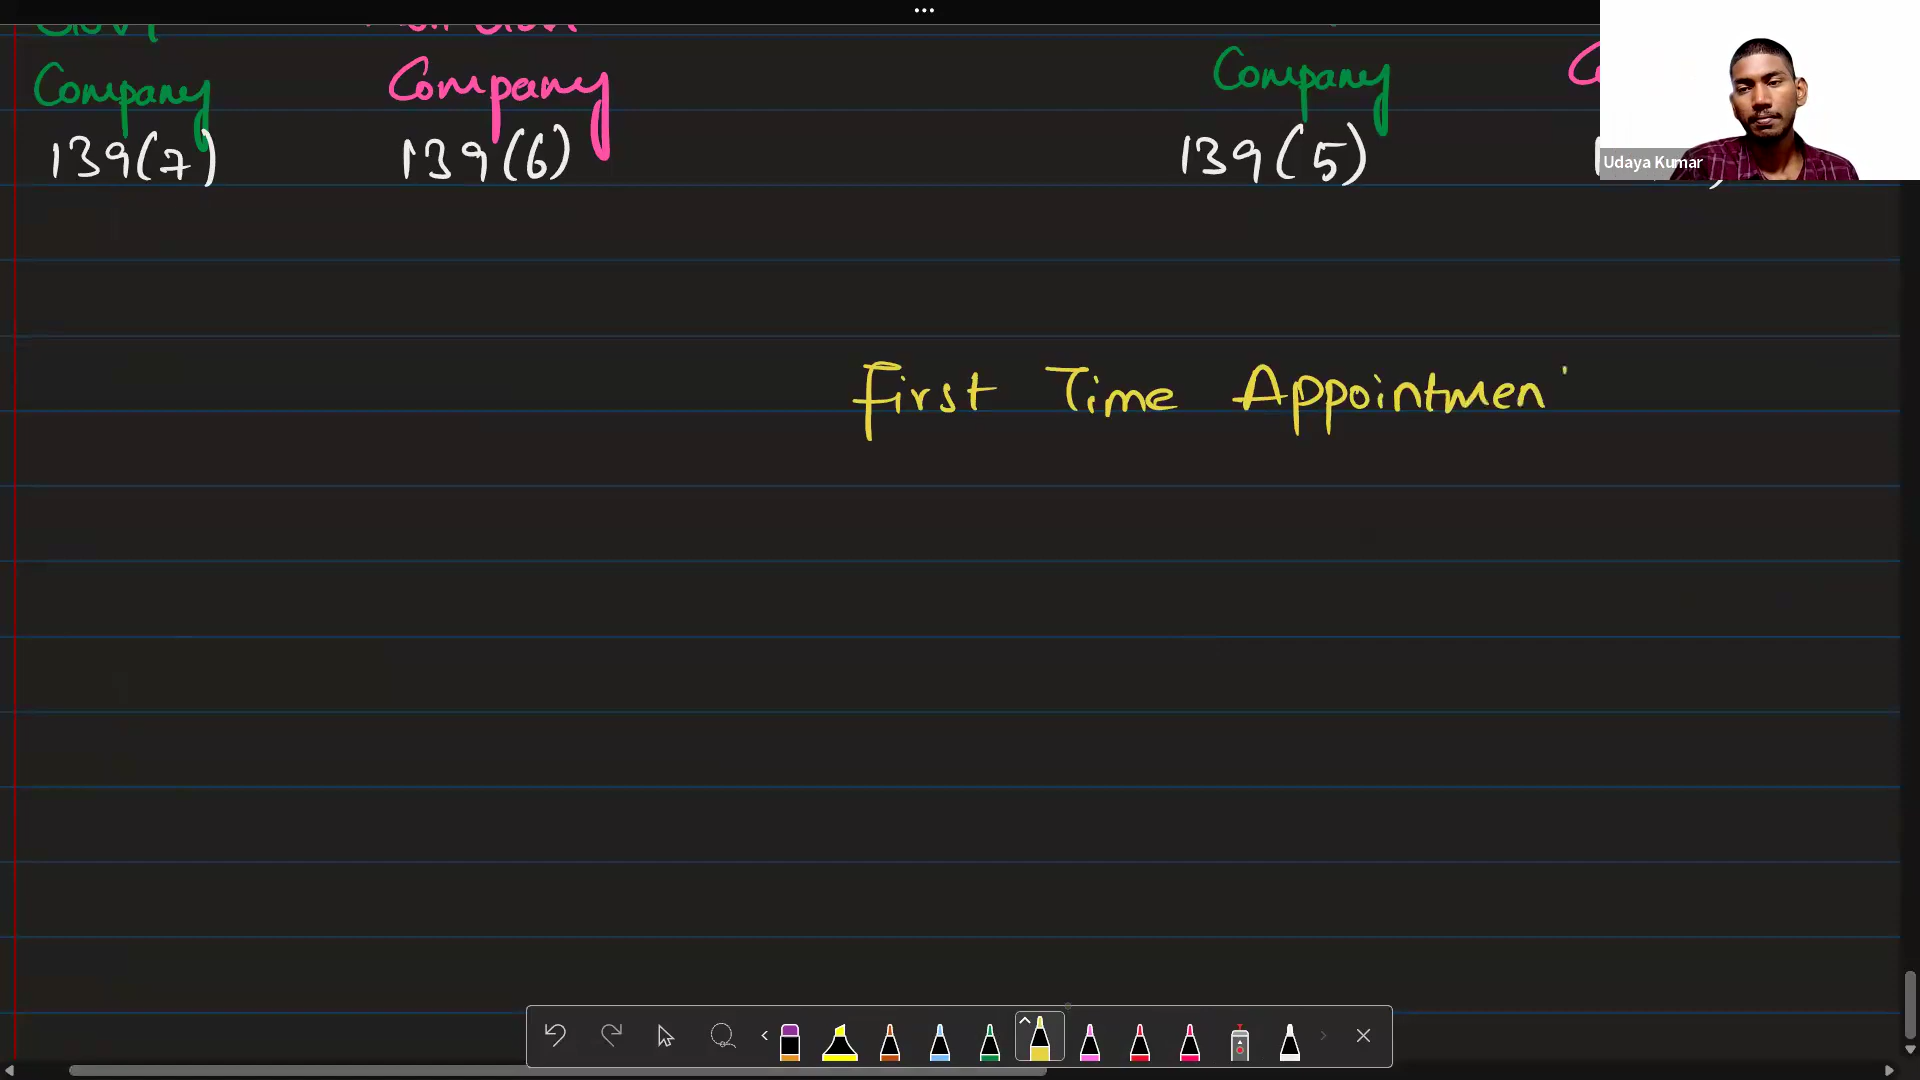 Company Company Company
139(7) 139(6) 139(5)
Udaya Kumar
First Time Appointmen